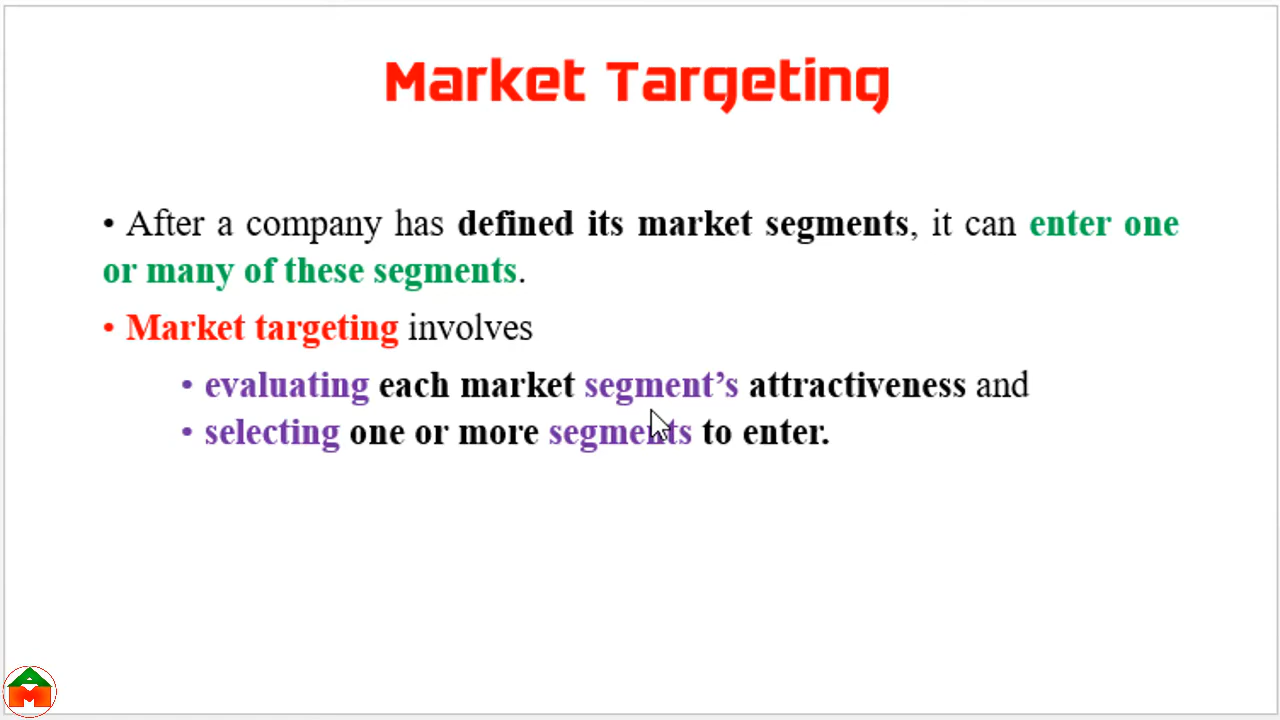 Market Targeting
• After a company has defined its market segments, it can enter one
or many of these segments.
• Market targeting involves
• evaluating each market segment’s attractiveness and
• selecting one or more segments to enter.